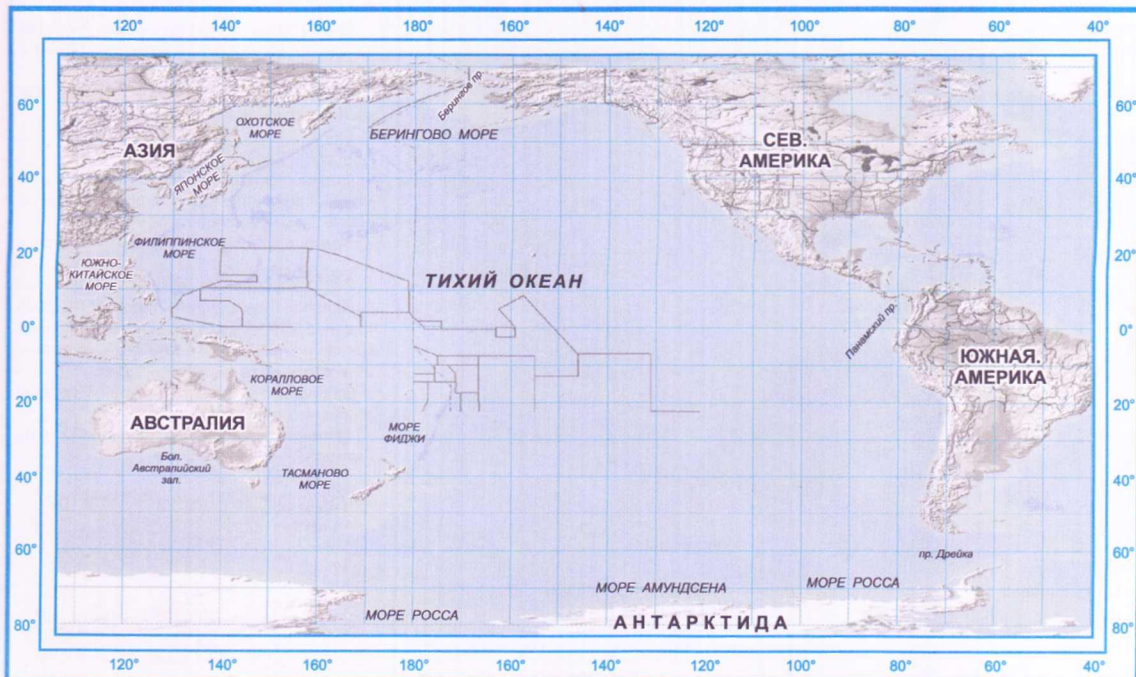 120° 140° 160° 180° 160° 140° 120° 100° 80° 60° 40°
60° 60°
Берингов пр.
ОХОТСКОЕ
МОРЕ
БЕРИНГОВО МОРЕ
АЗИЯ
СЕВ.
АМЕРИКА
ЯПОНСКОЕ
МОРЕ
40° 40°
ФИЛИППИНСКОЕ
МОРЕ
20° 20°
ЮЖНО-
КИТАЙСКОЕ
МОРЕ
ТИХИЙ ОКЕАН
0° 0°
Панамский пр.
ЮЖНАЯ.
АМЕРИКА
КОРАЛЛОВОЕ
МОРЕ
20° 20°
АВСТРАЛИЯ
МОРЕ
ФИДЖИ
Бол.
Австралийский
зал.
ТАСМАНОВО
МОРЕ
40° 40°
пр. Дрейка
60° 60°
МОРЕ АМУНДСЕНА
МОРЕ РОССА
МОРЕ РОССА
АНТАРКТИДА
80° 80°
120° 140° 160° 180° 160° 140° 120° 100° 80° 60° 40°